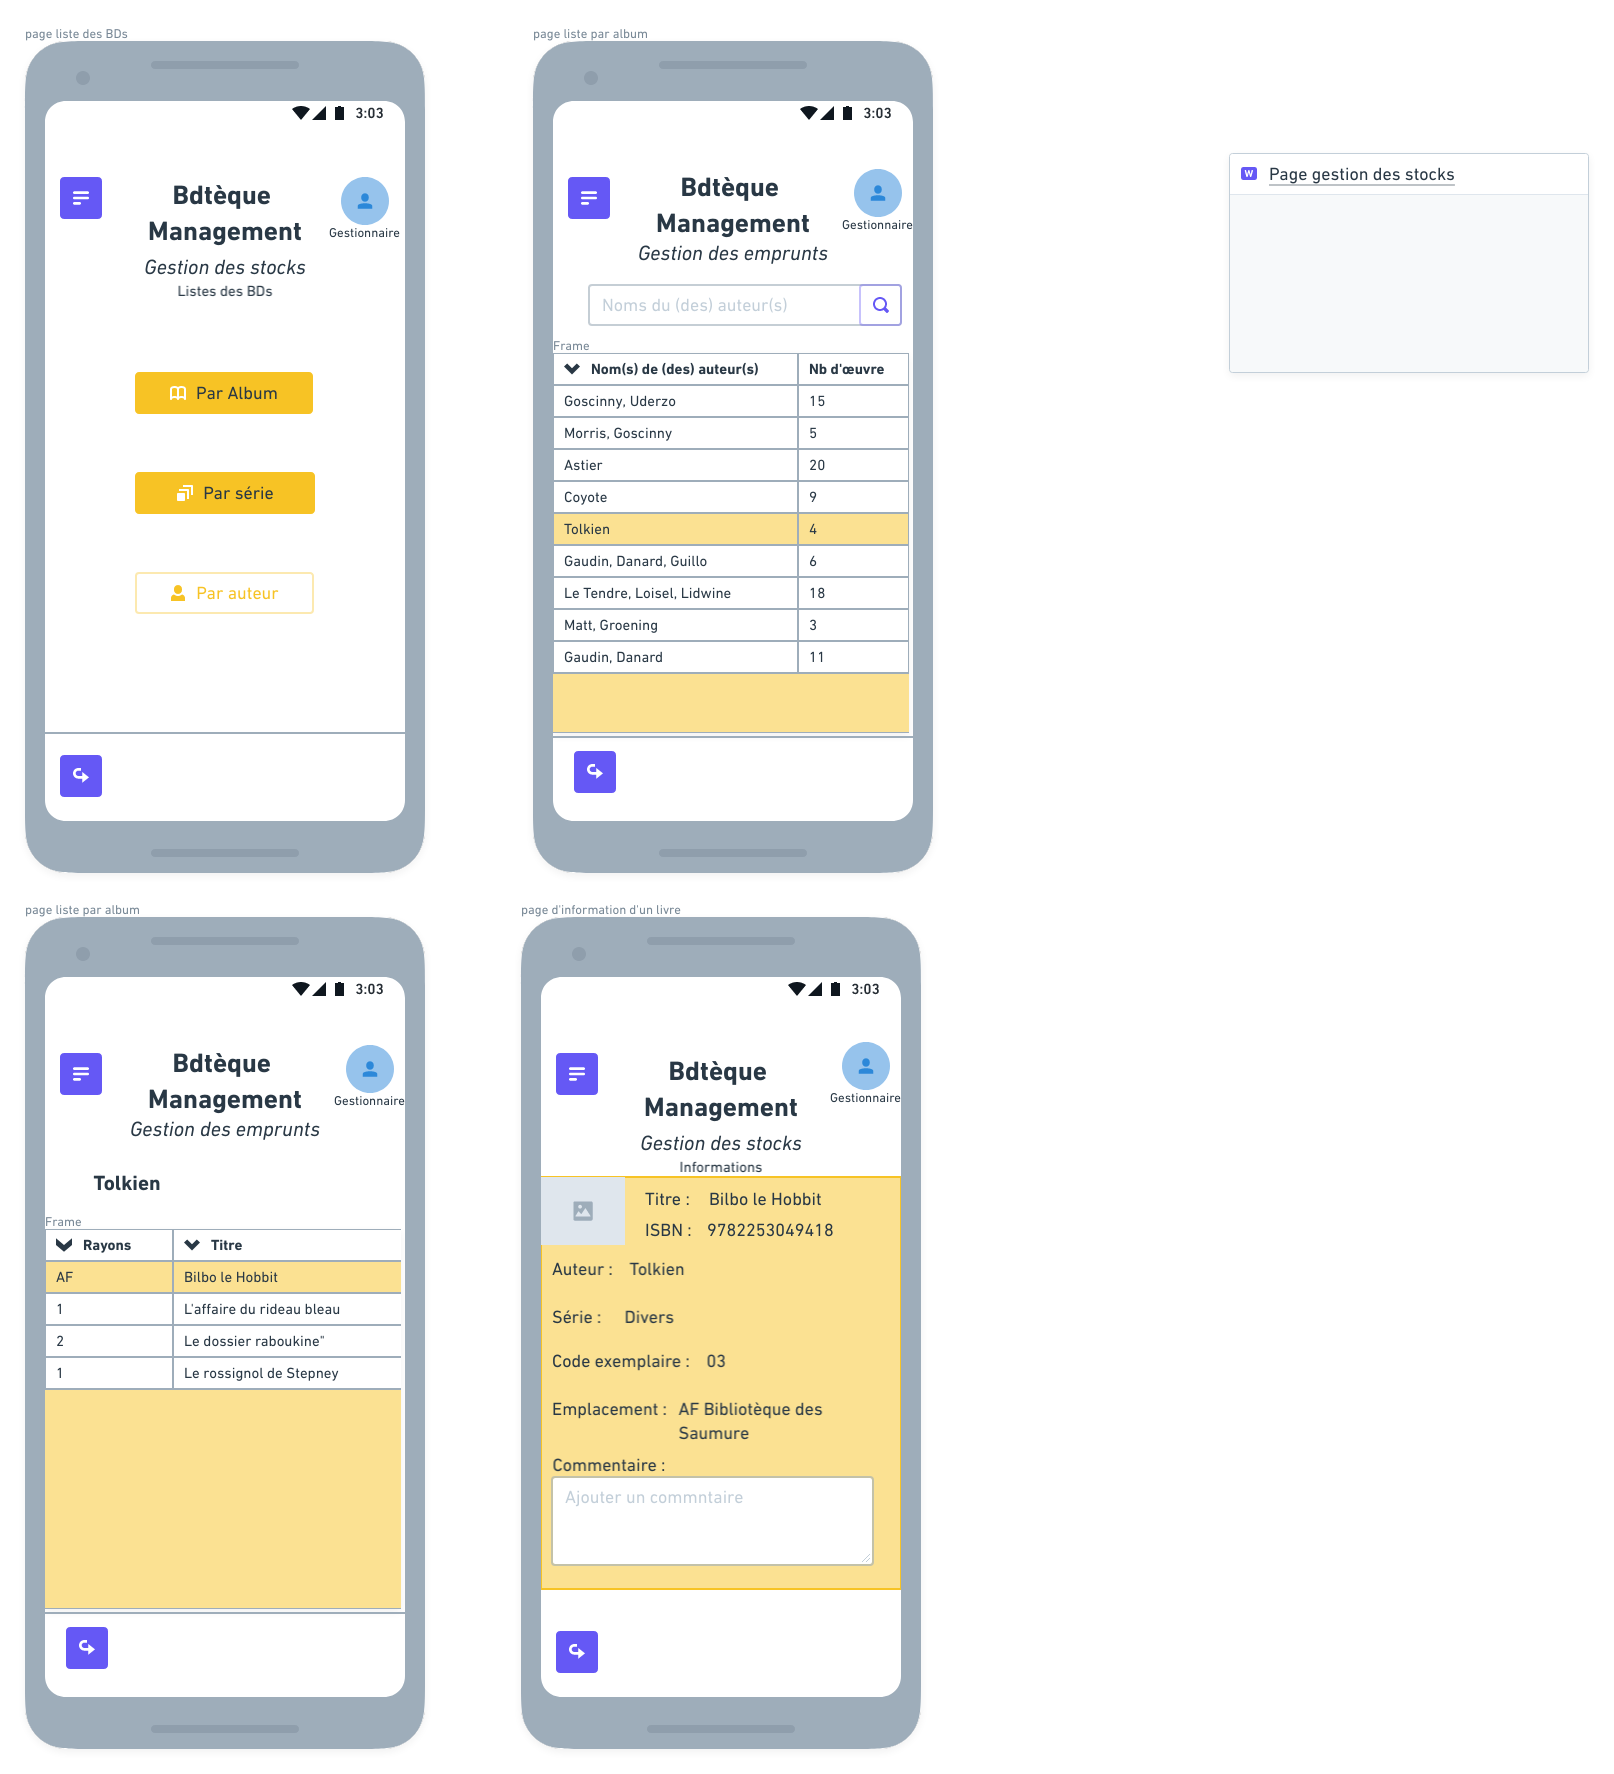 page liste des BDs
3:03
Bdtèque
Management
Gestionnaire
Gestion des stocks
Listes des BDs
Par Album
Par série
Par auteur
page liste par album
3:03
Bdtèque
Management
Gestionnaire
Gestion des emprunts
Noms du (des) auteur(s)
Frame
Nom(s) de (des) auteur(s) Nb d'œuvre
Goscinny, Uderzo 15
Morris, Goscinny 5
Astier 20
Coyote 9
Tolkien 4
Gaudin, Danard, Guillo 6
Le Tendre, Loisel, Lidwine 18
Matt, Groening 3
Gaudin, Danard 11
W Page gestion des stocks
page liste par album
3:03
Bdtèque
Management
Gestionnaire
Gestion des emprunts
Tolkien
Frame
Rayons Titre
AF Bilbo le Hobbit
1 L'affaire du rideau bleau
2 Le dossier raboukine"
1 Le rossignol de Stepney
page d'information d'un livre
3:03
Bdtèque
Management
Gestionnaire
Gestion des stocks
Informations
Titre : Bilbo le Hobbit
ISBN : 9782253049418
Auteur : Tolkien
Série : Divers
Code exemplaire : 03
Emplacement : AF Bibliotèque des
Saumure
Commentaire :
Ajouter un commntaire